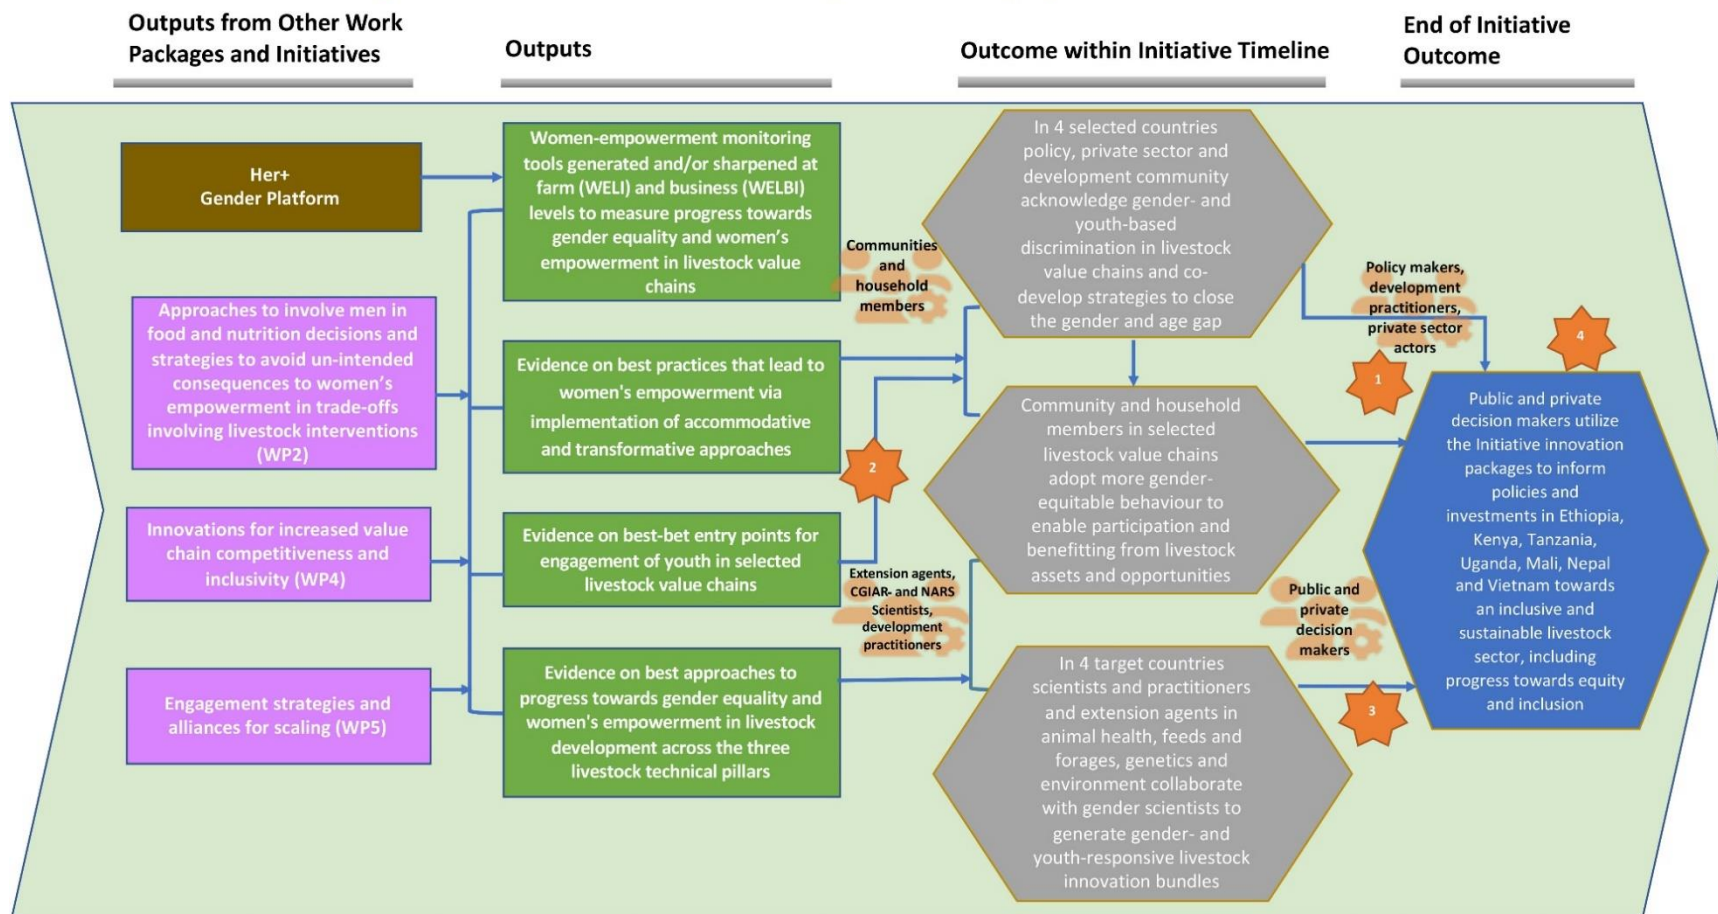 Outputs from Other Work
Packages and Initiatives
Outputs
Outcome within Initiative Timeline
End of Initiative
Outcome
Her+
Gender Platform
Approaches to involve men in
food and nutrition decisions and
strategies to avoid un-intended
consequences to women’s
empowerment in trade-offs
involving livestock interventions
(WP2)
Innovations for increased value
chain competitiveness and
inclusivity (WP4)
Engagement strategies and
alliances for scaling (WP5)
Women-empowerment monitoring
tools generated and/or sharpened at
farm (WELI) and business (WELBI)
levels to measure progress towards
gender equality and women’s
empowerment in livestock value
chains
Evidence on best practices that lead to
women's empowerment via
implementation of accommodative
and transformative approaches
Evidence on best-bet entry points for
engagement of youth in selected
livestock value chains
Evidence on best approaches to
progress towards gender equality and
women's empowerment in livestock
development across the three
livestock technical pillars
Communities
and
household
members
2
Extension agents,
CGIAR- and NARS
Scientists,
development
practitioners
In 4 selected countries
policy, private sector and
development community
acknowledge gender- and
youth-based
discrimination in livestock
value chains and co-
develop strategies to close
the gender and age gap
Community and household
members in selected
livestock value chains
adopt more gender-
equitable behaviour to
enable participation and
benefitting from livestock
assets and opportunities
In 4 target countries
scientists and practitioners
and extension agents in
animal health, feeds and
forages, genetics and
environment collaborate
with gender scientists to
generate gender- and
youth-responsive livestock
innovation bundles
Policy makers,
development
practitioners,
private sector
actors
1
4
Public and
private
decision
makers
3
Public and private
decision makers utilize
the Initiative innovation
packages to inform
policies and
investments in Ethiopia,
Kenya, Tanzania,
Uganda, Mali, Nepal
and Vietnam towards
an inclusive and
sustainable livestock
sector, including
progress towards equity
and inclusion